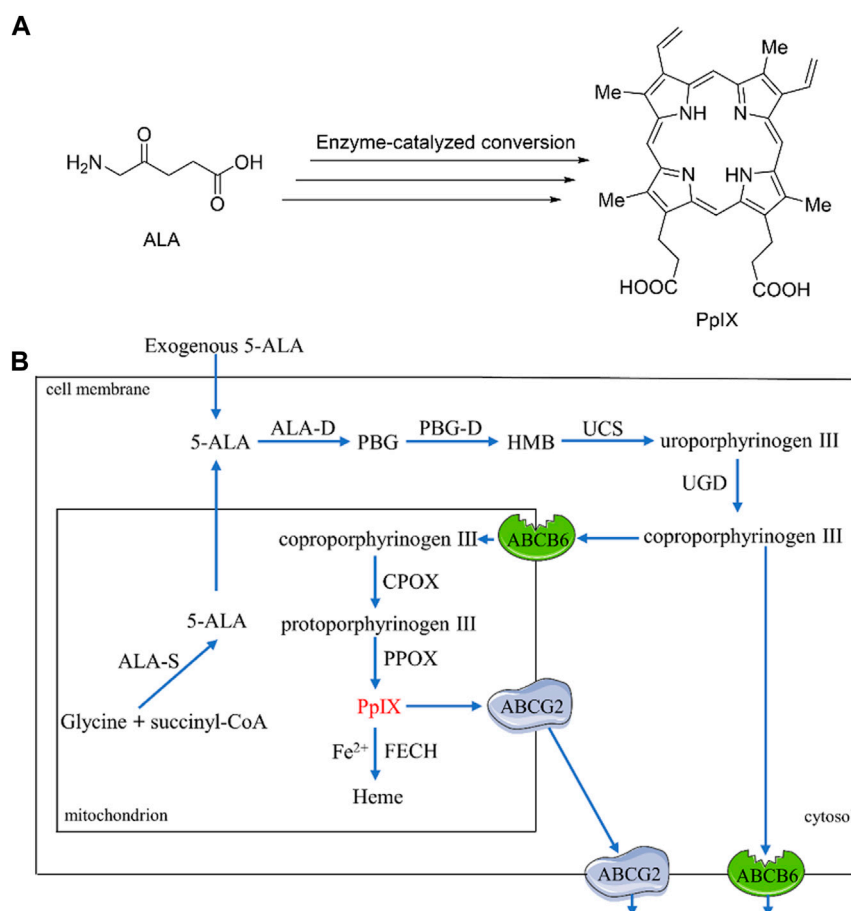 A
Me
Me
NH
N
Enzyme-catalyzed conversion
O
H₂N
OH
O
ALA
N
HN
Me
Me
HOOC
COOH
PpIX
Exogenous 5-ALA
B
cell membrane
5-ALA ALA-D PBG PBG-D HMB UCS uroporphyrinogen III
UGD
coproporphyrinogen III ABCB6 coproporphyrinogen III
CPOX
5-ALA
protoporphyrinogen III
ALA-S
PPOX
Glycine + succinyl-CoA
PpIX
ABCG2
Fe²⁺ FECH
Heme
mitochondrion
cytoso
ABCG2
ABCB6